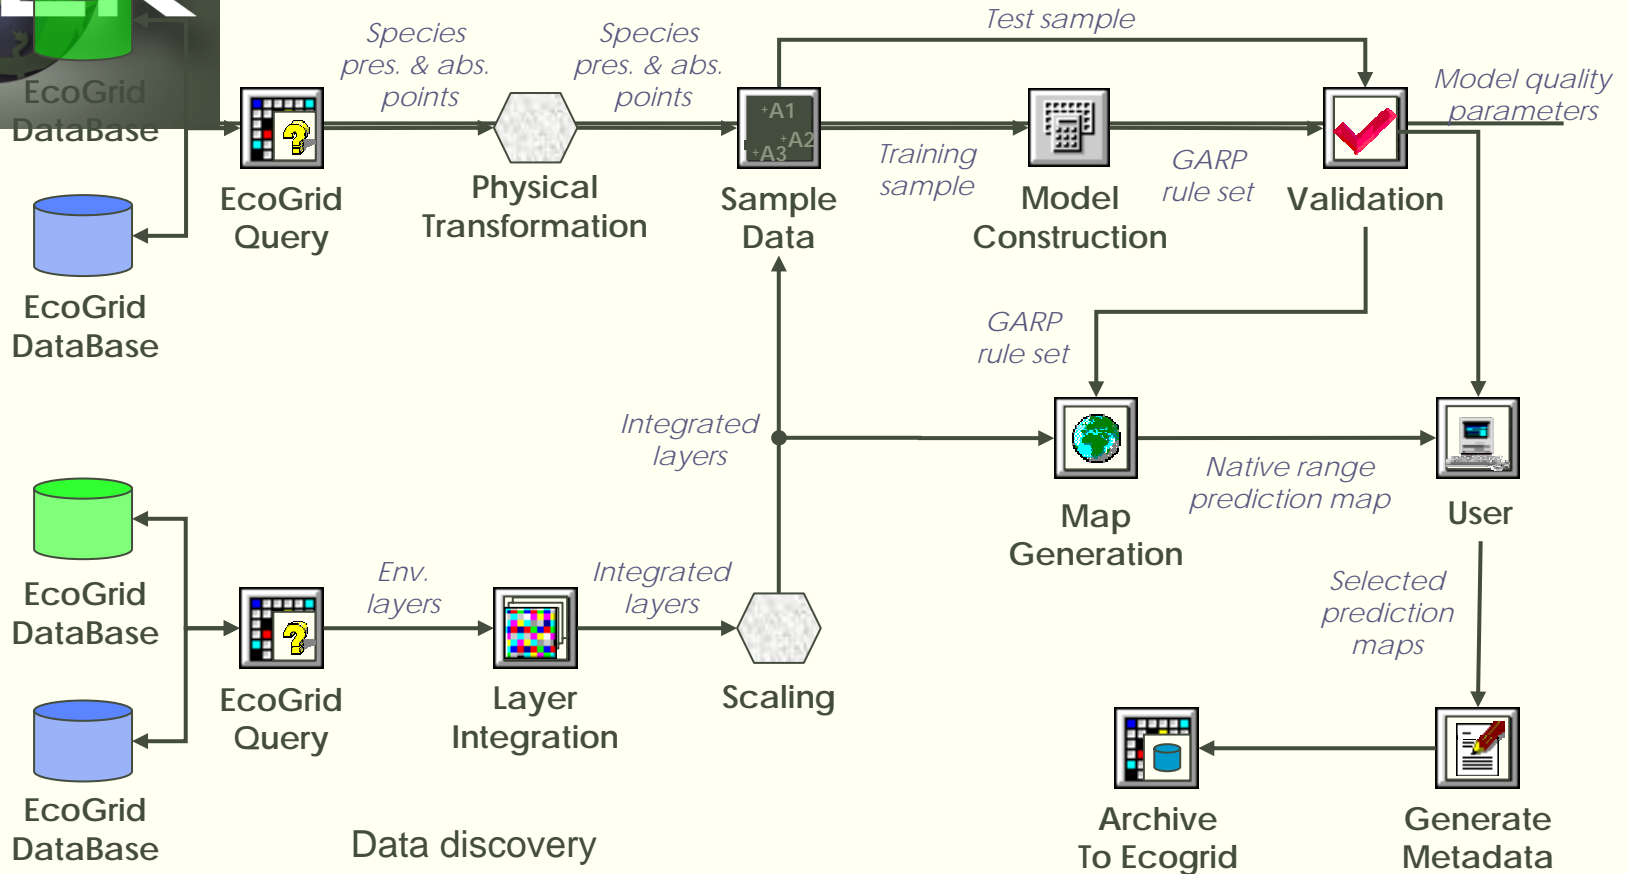 Test sample
Species
pres. & abs.
points
Species
pres. & abs.
points
Model quality
parameters
EcoGrid
DataBase
+A1
+A2
+A3
EcoGrid
Query
Physical
Transformation
Sample
Data
Training
sample
Model
Construction
GARP
rule set
Validation
EcoGrid
DataBase
GARP
rule set
Integrated
layers
Native range
prediction map
Map
Generation
User
EcoGrid
DataBase
Env.
layers
Integrated
layers
Selected
prediction
maps
EcoGrid
Query
Layer
Integration
Scaling
EcoGrid
DataBase
Data discovery
Archive
To Ecogrid
Generate
Metadata